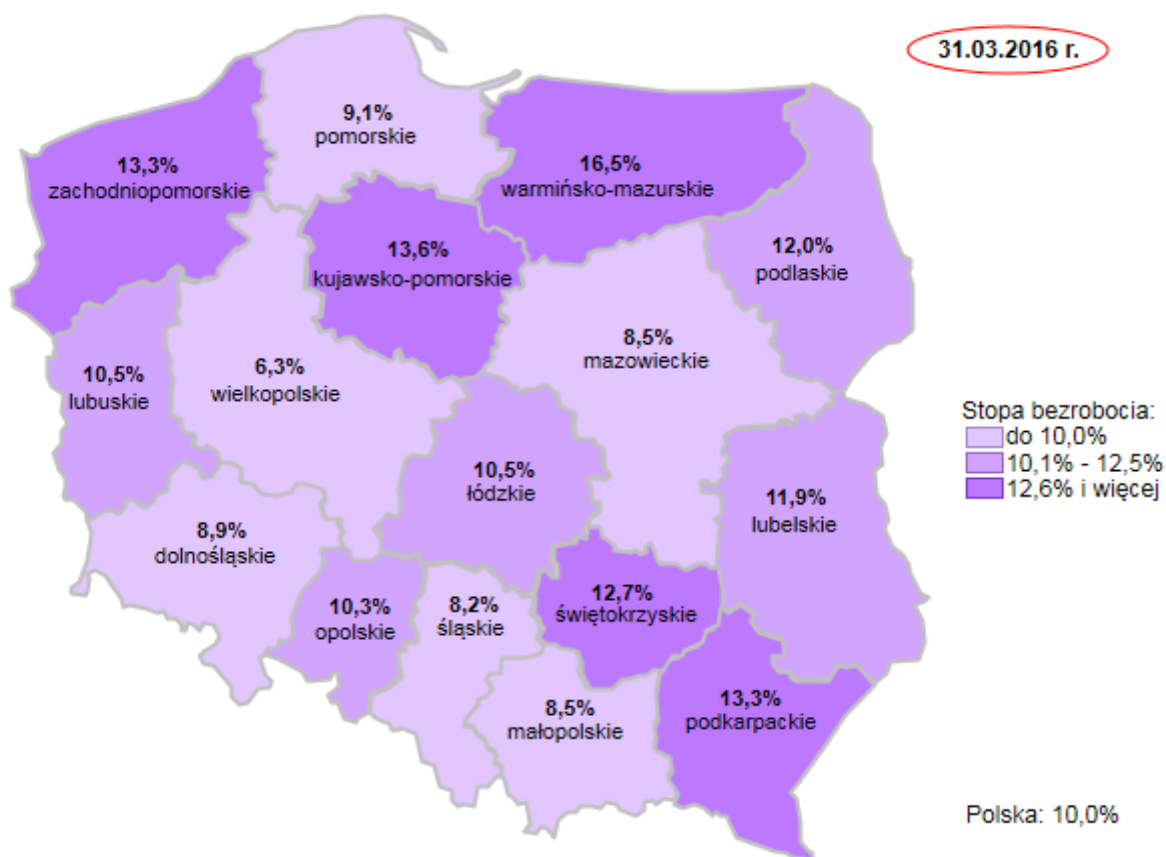 31.03.2016 r.
9,1%
pomorskie
13,3%
zachodniopomorskie
16,5%
warmińsko-mazurskie
13,6%
kujawsko-pomorskie
12,0%
podlaskie
8,5%
mazowieckie
10,5%
lubuskie
6,3%
wielkopolskie
10,5%
łódzkie
11,9%
lubelskie
8,9%
dolnośląskie
10,3%
opolskie
8,2%
śląskie
12,7%
świętokrzyskie
8,5%
małopolskie
13,3%
podkarpackie
Stopa bezrobocia:
do 10,0%
10,1% - 12,5%
12,6% i więcej
Polska: 10,0%